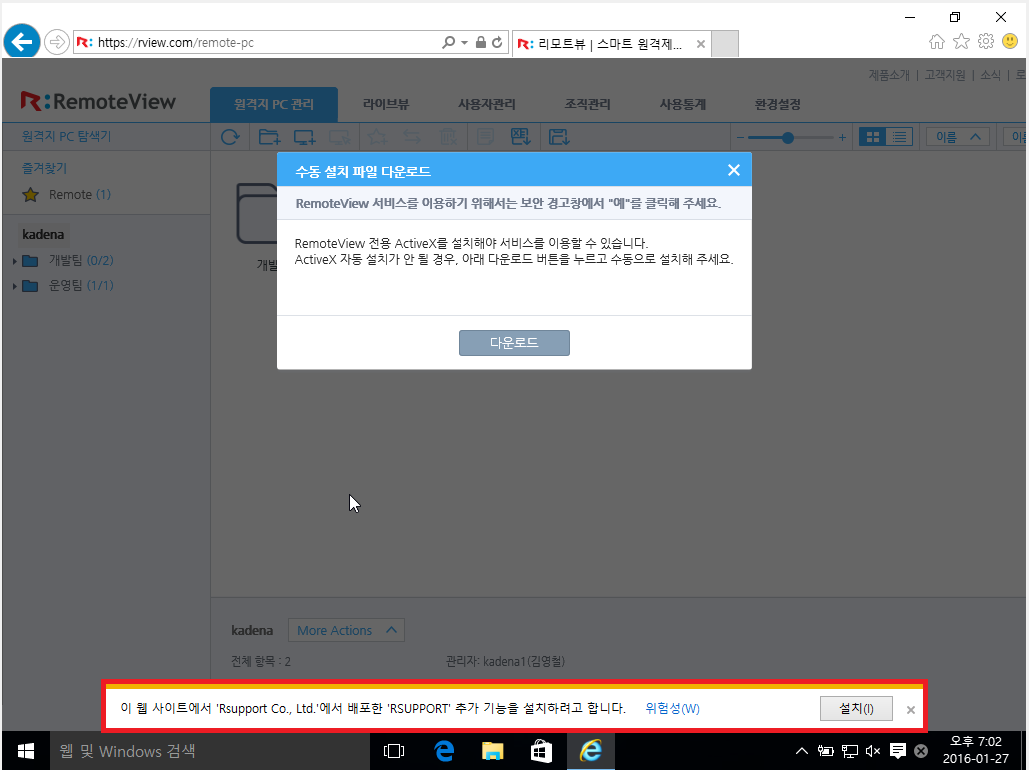 https://rview.com/remote-pc
R: 리모트뷰 | 스마트 원격제...
제품소개 | 고객지원 | 소식 |
R:RemoteView
원격지 PC 관리 라이브뷰 사용자관리 조직관리 사용통계 환경설정
원격지 PC 탐색기
이름
즐겨찾기
Remote (1)
kadena
개발팀 (0/2)
운영팀 (1/1)
개발
수동 설치 파일 다운로드
RemoteView 서비스를 이용하기 위해서는 보안 경고창에서 "예"를 클릭해 주세요.
RemoteView 전용 ActiveX를 설치해야 서비스를 이용할 수 있습니다.
ActiveX 자동 설치가 안 될 경우, 아래 다운로드 버튼을 누르고 수동으로 설치해 주세요.
다운로드
kadena More Actions
전체 항목 : 2 관리자: kadena1(김영철)
이 웹 사이트에서 'Rsupport Co., Ltd.'에서 배포한 'RSUPPORT' 추가 기능을 설치하려고 합니다. 위험성(W) 설치(I)
웹 및 Windows 검색
오후 7:02
2016-01-27